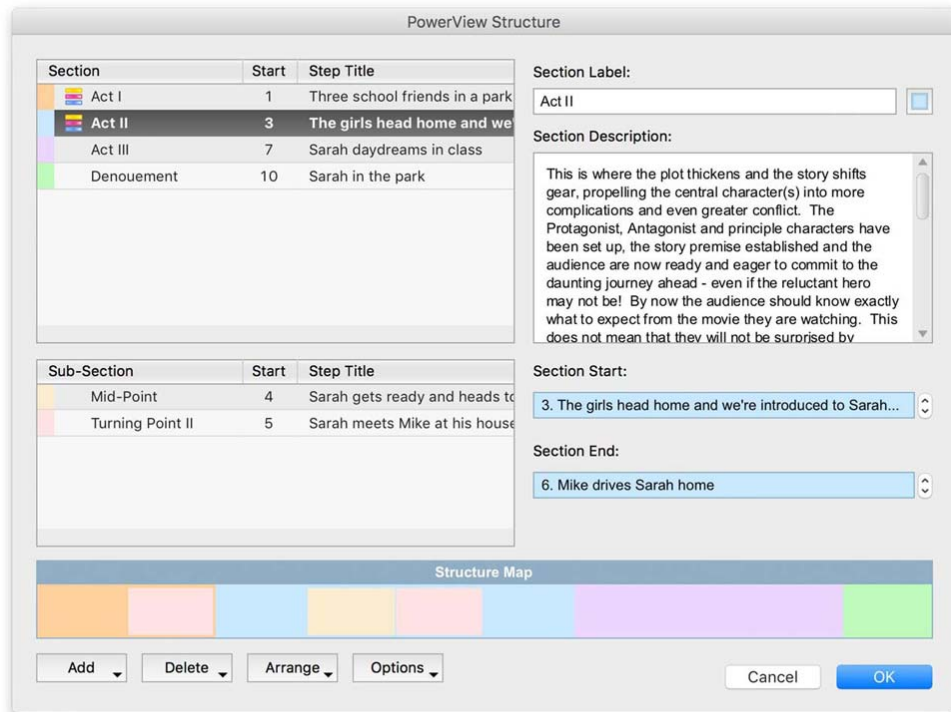 PowerView Structure
Section Start Step Title
Act I 1 Three school friends in a park
Act II 3 The girls head home and we'
Act III 7 Sarah daydreams in class
Denouement 10 Sarah in the park
Section Label:
Act II
Section Description:
This is where the plot thickens and the story shifts
gear, propelling the central character(s) into more
complications and even greater conflict. The
Protagonist, Antagonist and principle characters have
been set up, the story premise established and the
audience are now ready and eager to commit to the
daunting journey ahead - even if the reluctant hero
may not be! By now the audience should know exactly
what to expect from the movie they are watching. This
does not mean that they will not be surprised by
Sub-Section Start Step Title
Mid-Point 4 Sarah gets ready and heads to
Turning Point II 5 Sarah meets Mike at his house
Section Start:
3. The girls head home and we're introduced to Sarah...
Section End:
6. Mike drives Sarah home
Structure Map
Add Delete Arrange Options
Cancel OK